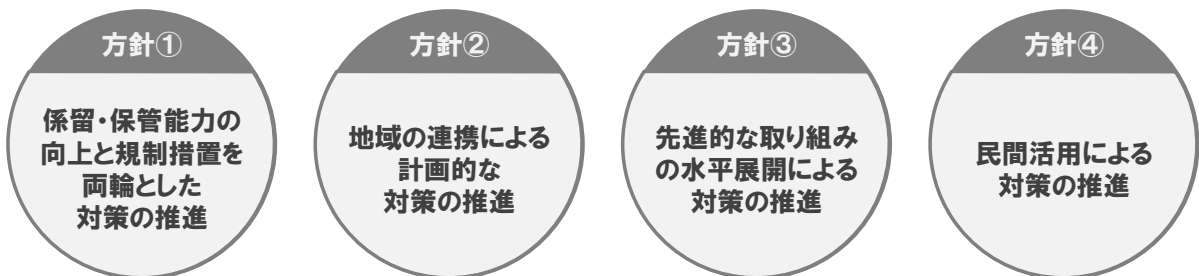 方針①
係留・保管能力の
向上と規制措置を
両輪とした
対策の推進
方針②
地域の連携による
計画的な
対策の推進
方針③
先進的な取り組み
の水平展開による
対策の推進
方針④
民間活用による
対策の推進